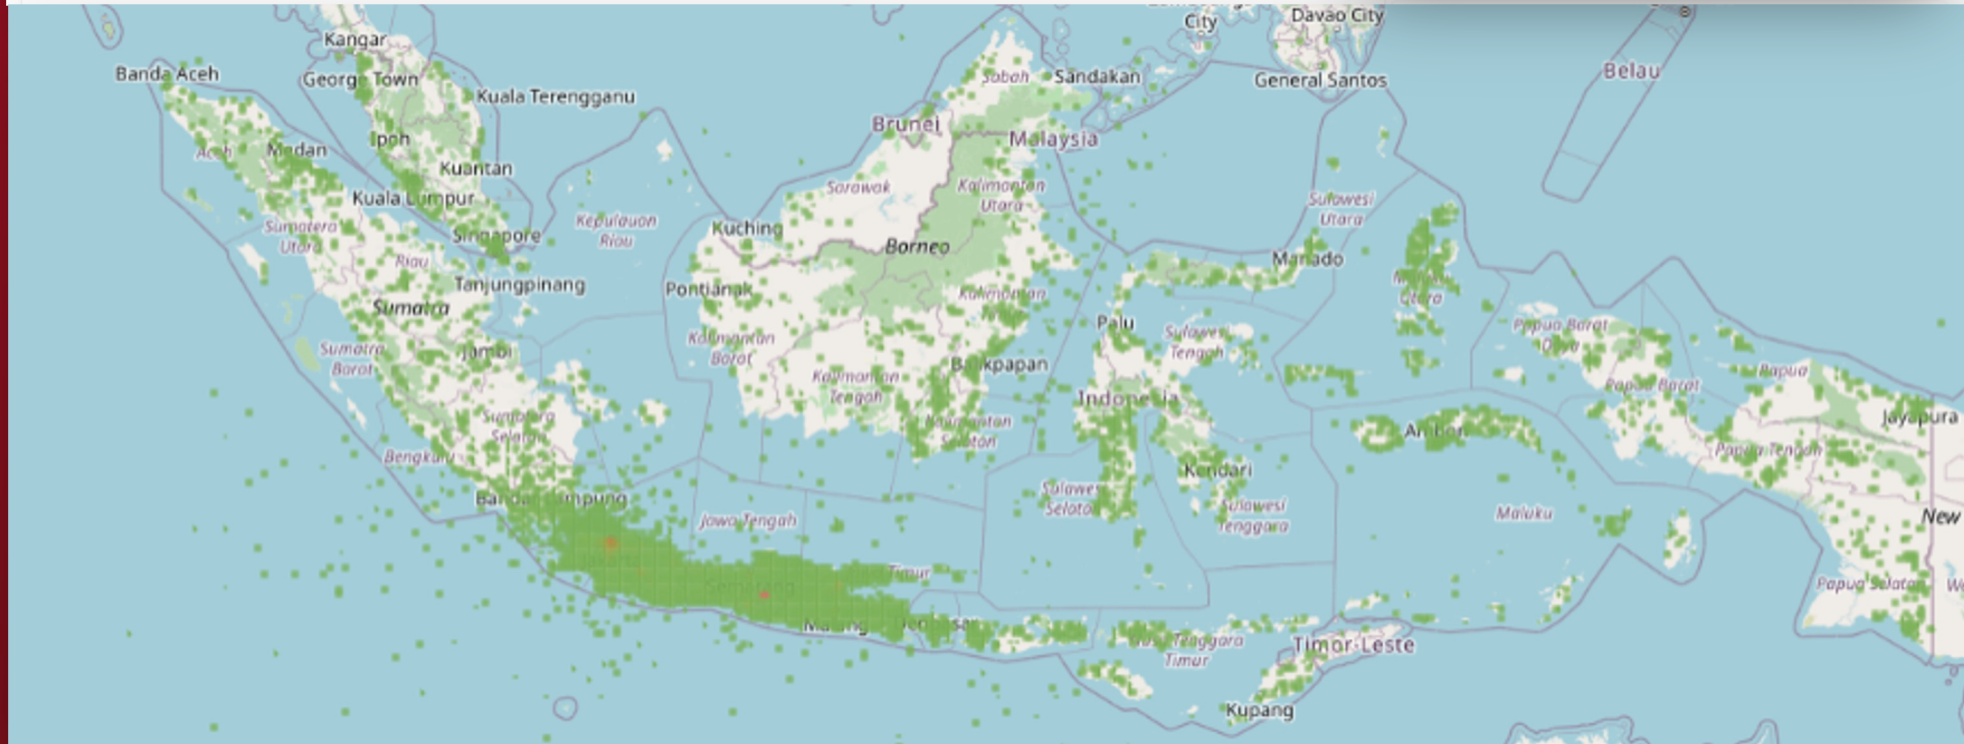 City
Davao City
Kangar
Banda Aceh
George Town
Kuala Terengganu
Sabah
Sandakan
General Santos
Belau
Brunei
Malaysia
Ipoh
Aceh
Medan
Kuantan
Kuala Lumpur
Sarawak
Kalimantan
Utara
Sulawesi
Utara
Sumatera
Utara
Kepulauan
Riau
Kuching
Singapore
Borneo
Riau
Manado
Tanjungpinang
Pontianak
Kalimantan
Utara
Sumatra
Palu
Sulawesi
Tengah
Papua Barat
Daya
Kalimantan
Barat
Sumatra
Barat
Jambi
Balikpapan
Kalimantan
Tengah
Papua Barat
Papua
Indonesia
Sumatera
Selatan
Kalimantan
Selatan
Ambon
Jayapura
Bengkulu
Papua Tengah
Kendari
Sulawesi
Tenggara
Maluku
New
Jawa Tengah
Semarang
Timur
Papua Selatan
Malang
Tenggara
Timur
Timor-Leste
Kupang